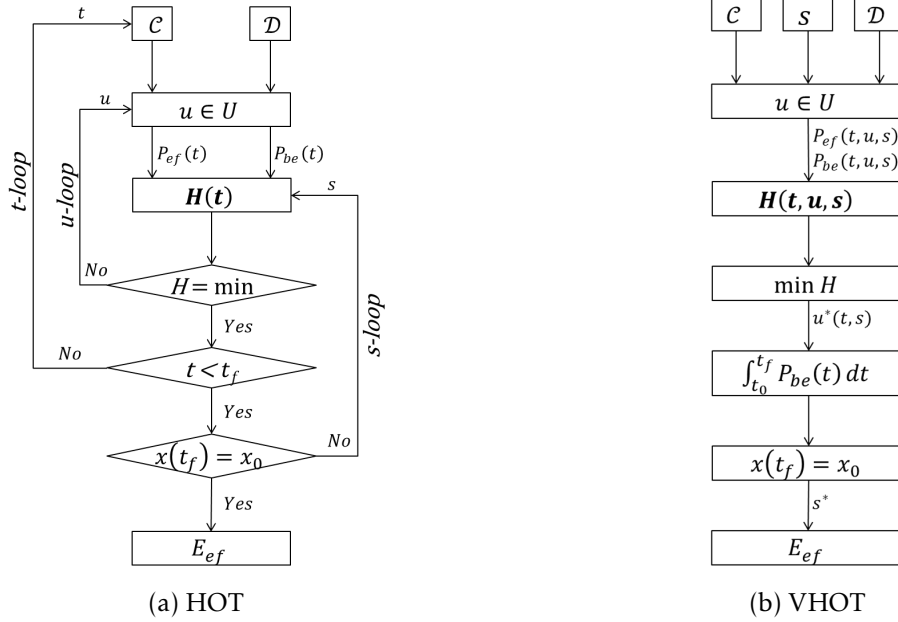 t
𝒞
𝒟
u
u ∈ U
P_ef(t)
P_be(t)
s
H(t)
t-loop
u-loop
s-loop
No
H = min
Yes
No
t < t_f
Yes
No
x(t_f) = x_0
Yes
E_ef
(a) HOT
𝒞
s
𝒟
u ∈ U
P_ef(t, u, s)
P_be(t, u, s)
H(t, u, s)
min H
u*(t, s)
∫_{t_0}^{t_f} P_be(t) dt
x(t_f) = x_0
s*
E_ef
(b) VHOT